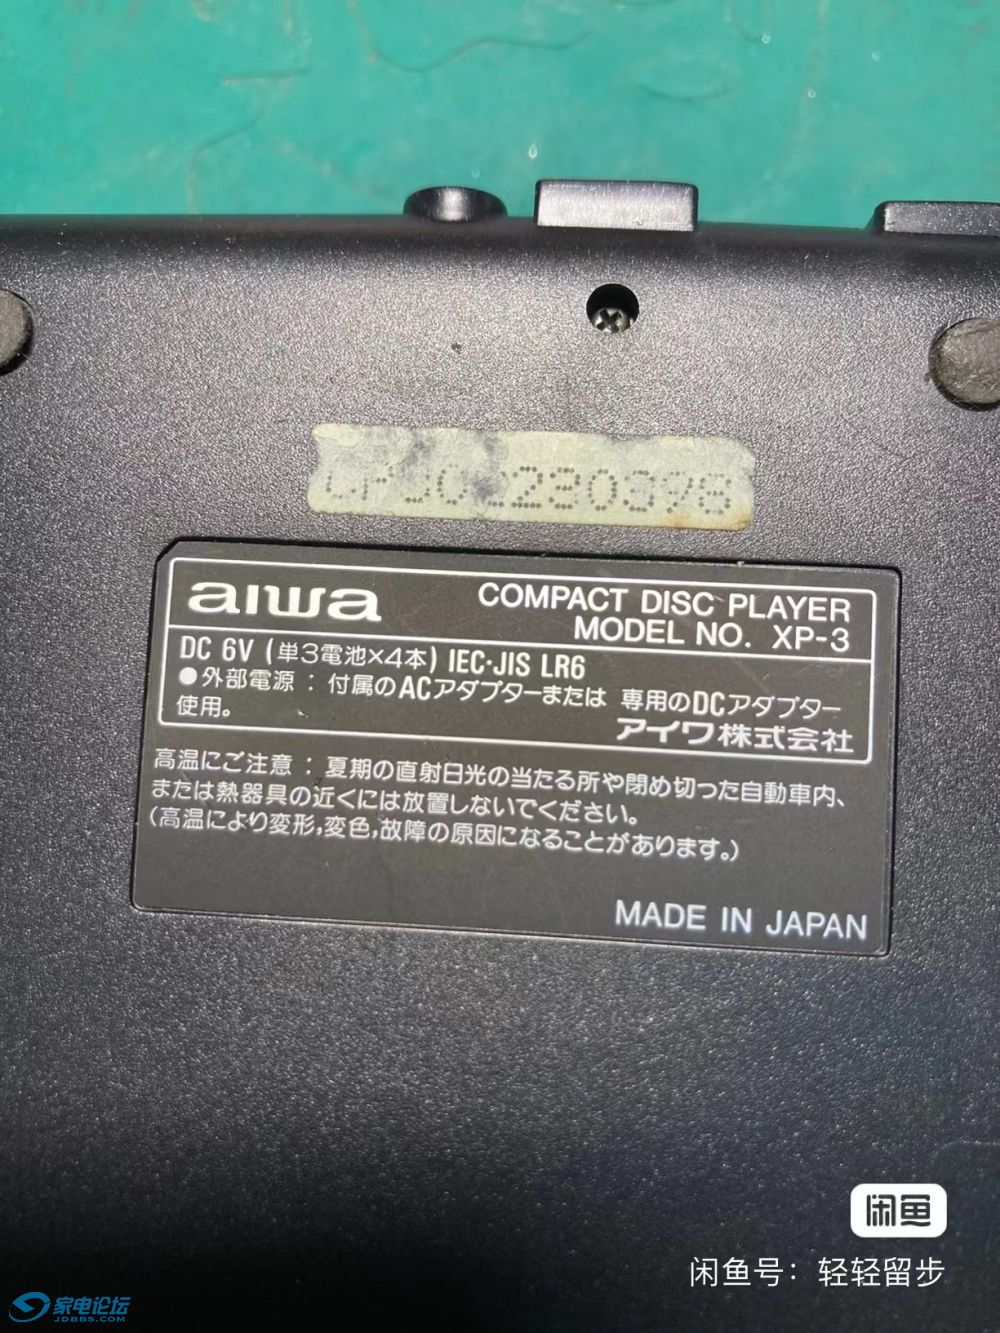 2280398
aiwa
COMPACT DISC PLAYER
MODEL NO. XP-3
DC 6V (単3電池×4本) IEC·JIS LR6
●外部電源：付属のACアダプターまたは 専用のDCアダプター
使用。
アイワ株式会社
高温にご注意：夏期の直射日光の当たる所や閉め切った自動車内、
または熱器具の近くには放置しないでください。
(高温により変形,変色,故障の原因になることがあります。)
MADE IN JAPAN
闲鱼
闲鱼号：轻轻留步
家电论坛
JDBBS.COM